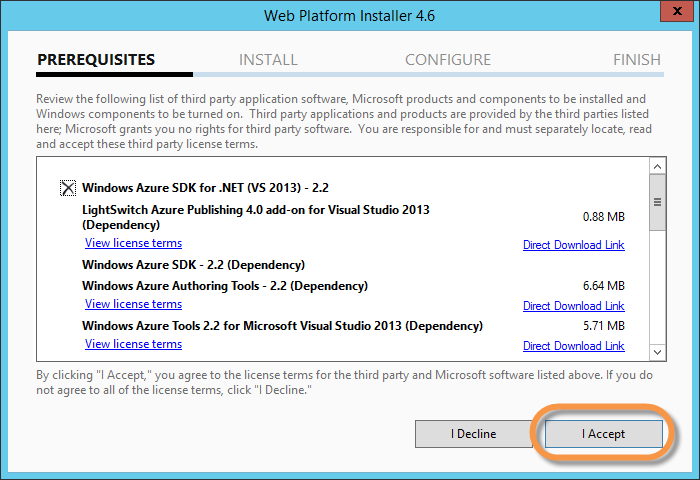 Web Platform Installer 4.6
x
PREREQUISITES INSTALL CONFIGURE FINISH
Review the following list of third party application software, Microsoft products and components to be installed and
Windows components to be turned on. Third party applications and products are provided by the third parties listed
here; Microsoft grants you no rights for third party software. You are responsible for and must separately locate, read
and accept these third party license terms.
Windows Azure SDK for .NET (VS 2013) - 2.2
LightSwitch Azure Publishing 4.0 add-on for Visual Studio 2013
(Dependency) 0.88 MB
View license terms Direct Download Link
Windows Azure SDK - 2.2 (Dependency)
Windows Azure Authoring Tools - 2.2 (Dependency) 6.64 MB
View license terms Direct Download Link
Windows Azure Tools 2.2 for Microsoft Visual Studio 2013 (Dependency) 5.71 MB
View license terms Direct Download Link
By clicking "I Accept," you agree to the license terms for the third party and Microsoft software listed above. If you do
not agree to all of the license terms, click "I Decline."
I Decline I Accept